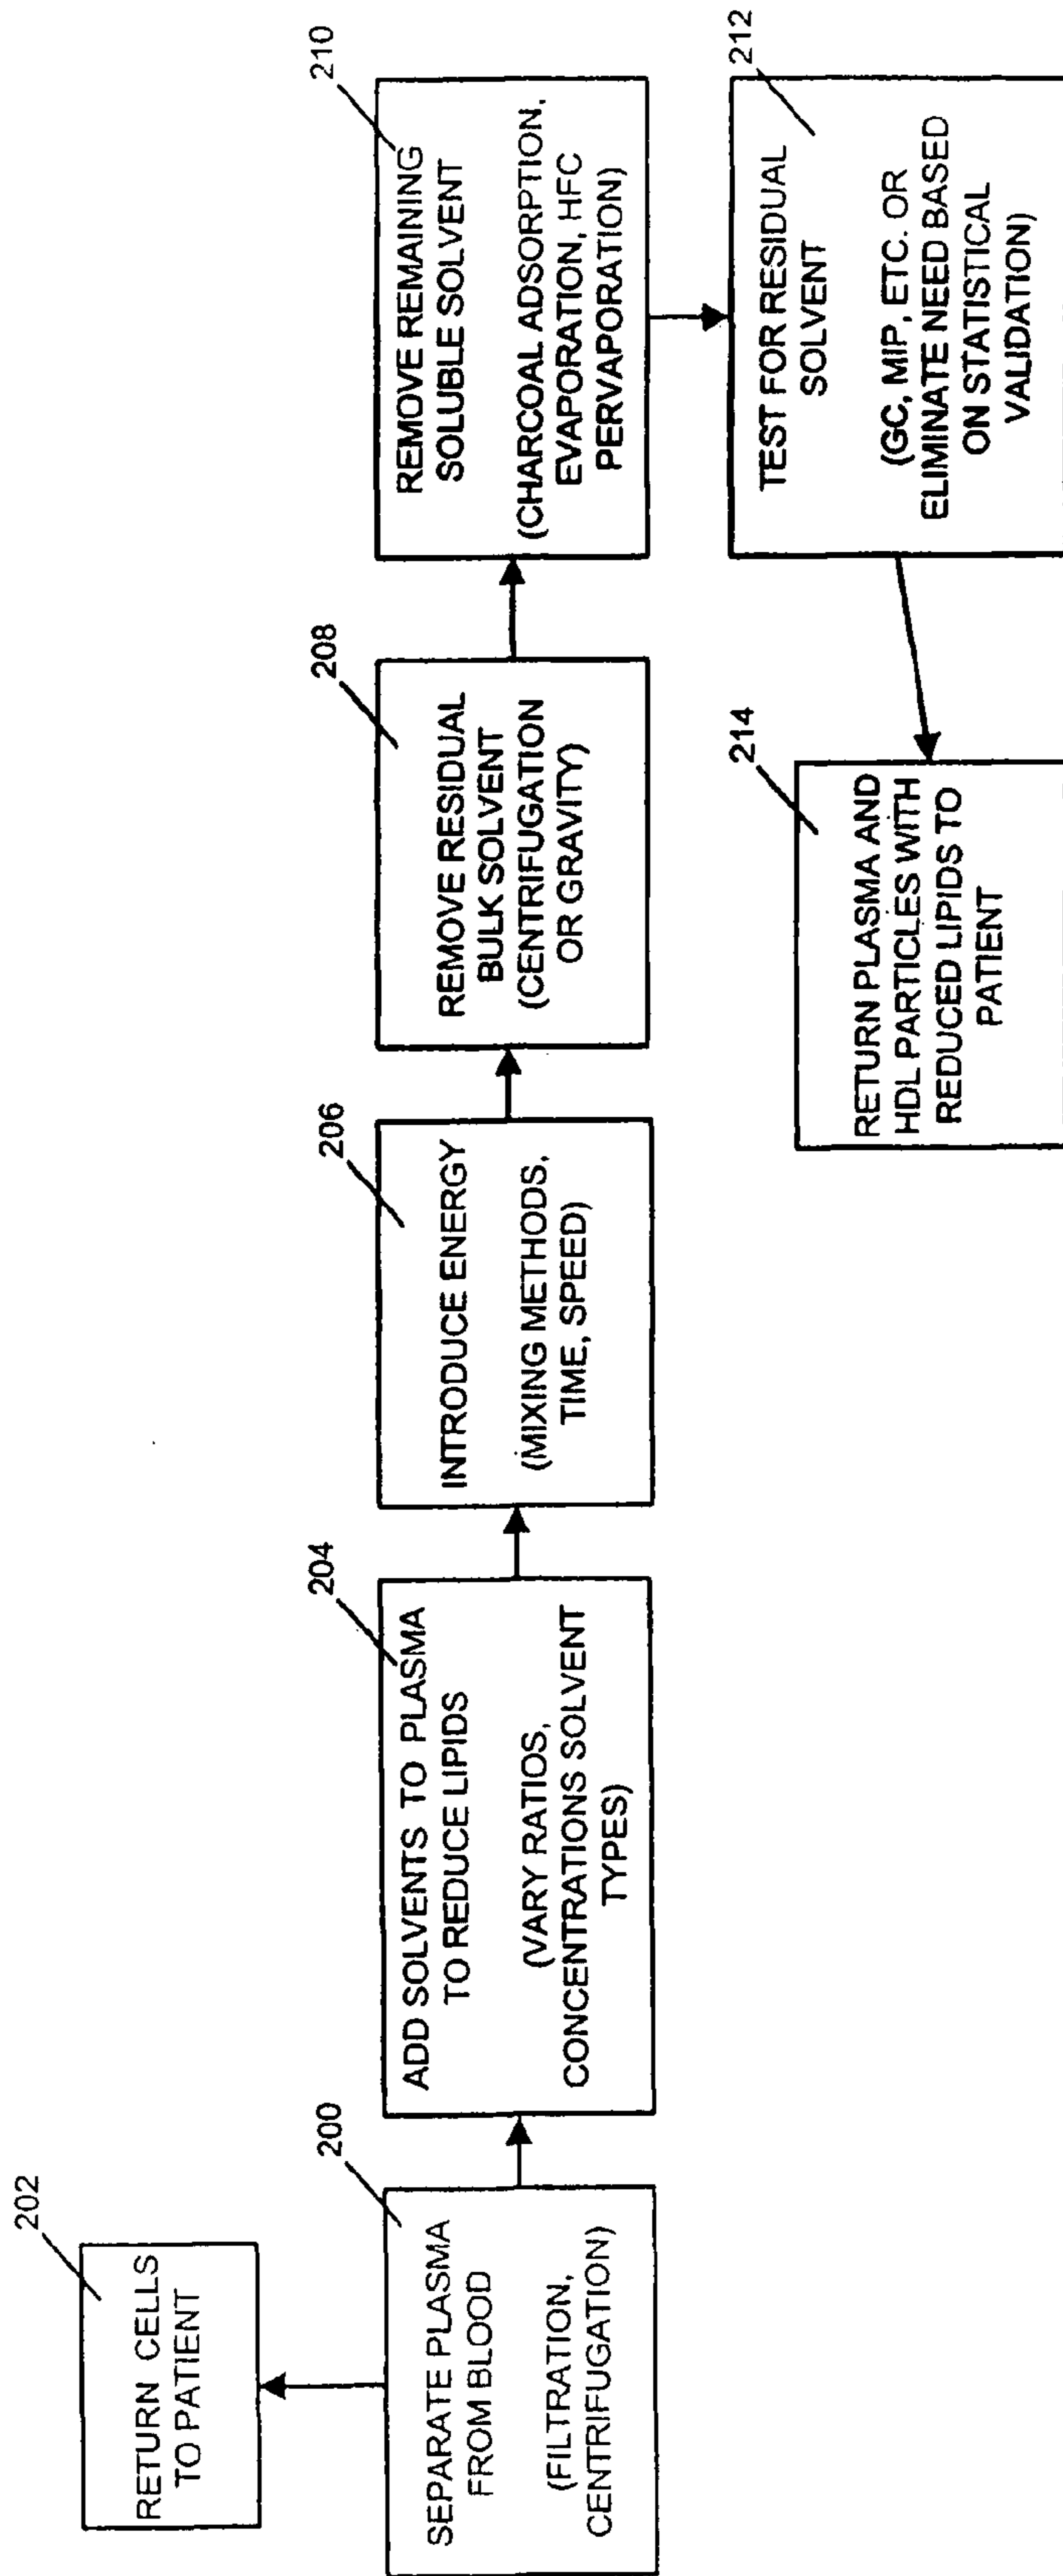 202
RETURN CELLS
TO PATIENT
200
SEPARATE PLASMA
FROM BLOOD
(FILTRATION,
CENTRIFUGATION)
204
ADD SOLVENTS TO PLASMA
TO REDUCE LIPIDS
(VARY RATIOS,
CONCENTRATIONS SOLVENT
TYPES)
206
INTRODUCE ENERGY
(MIXING METHODS,
TIME, SPEED)
208
REMOVE RESIDUAL
BULK SOLVENT
(CENTRIFUGATION
OR GRAVITY)
210
REMOVE REMAINING
SOLUBLE SOLVENT
(CHARCOAL ADSORPTION,
EVAPORATION, HFC
PERVAPORATION)
212
TEST FOR RESIDUAL
SOLVENT
(GC, MIP, ETC. OR
ELIMINATE NEED BASED
ON STATISTICAL
VALIDATION)
214
RETURN PLASMA AND
HDL PARTICLES WITH
REDUCED LIPIDS TO
PATIENT